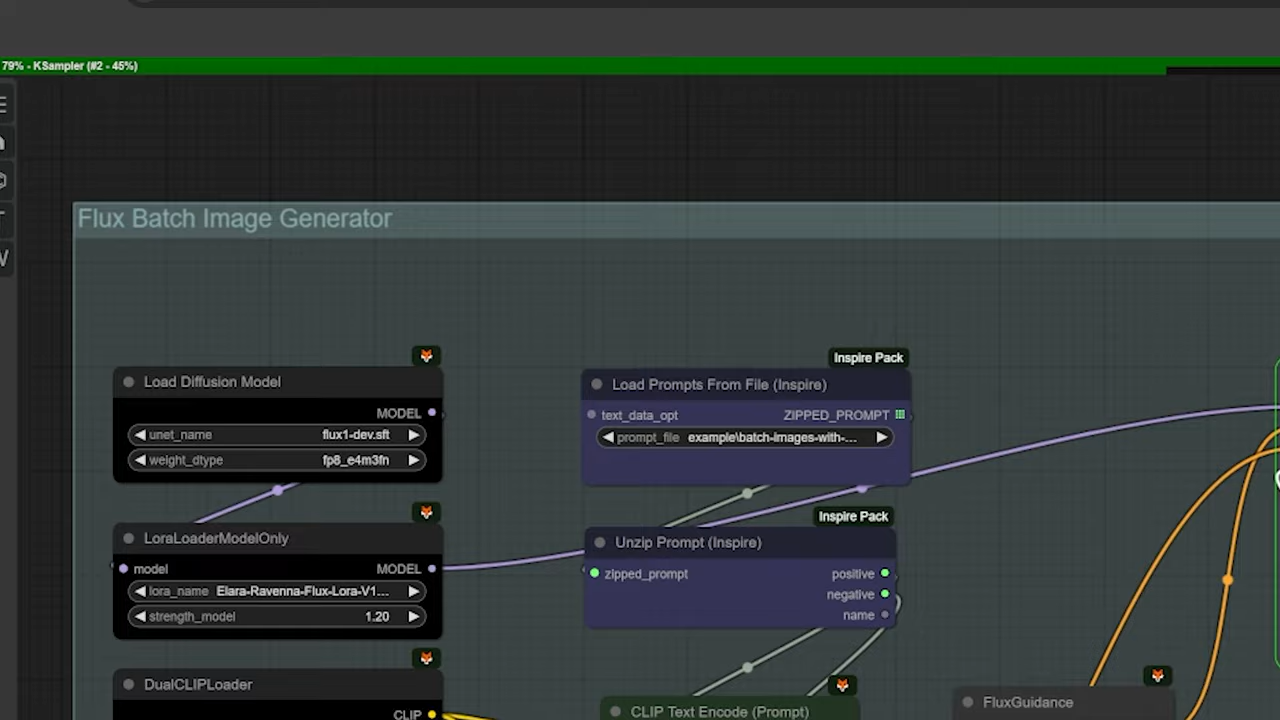 79% - KSampler (#2 - 45%)
Flux Batch Image Generator
Load Diffusion Model
MODEL
unet_name flux1-dev.sft
weight_dtype fp8_e4m3fn
LoraLoaderModelOnly
model MODEL
lora_name Elara-Ravenna-Flux-Lora-V1...
strength_model 1.20
DualCLIPLoader
CLIP
Inspire Pack
Load Prompts From File (Inspire)
text_data_opt ZIPPED_PROMPT
prompt_file example\batch-images-with-...
Inspire Pack
Unzip Prompt (Inspire)
zipped_prompt positive
negative
name
CLIP Text Encode (Prompt)
FluxGuidance